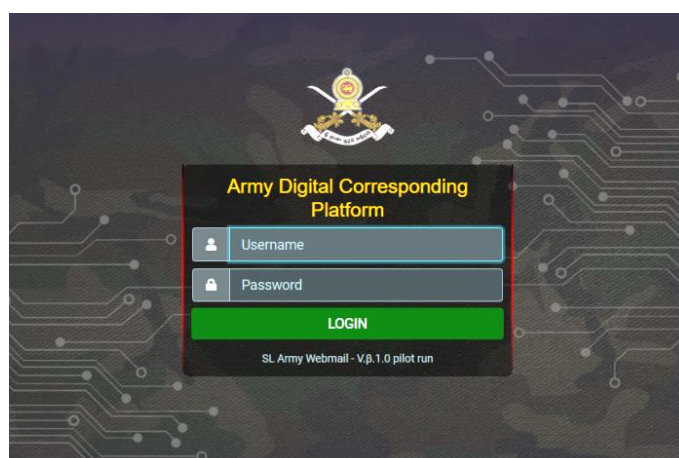 Army Digital Corresponding
Platform
Username
Password
LOGIN
SL Army Webmail - V.β.1.0 pilot run